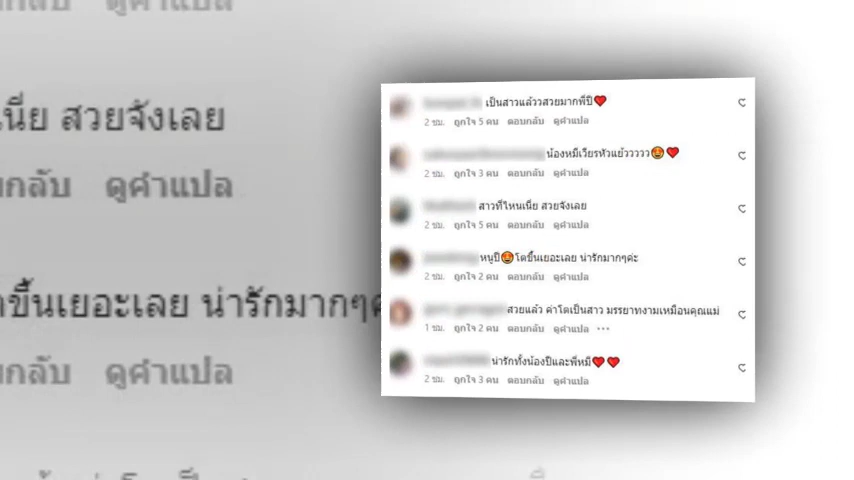 เนี่ย สวยจังเลย
ดูคำแปล
ขึ้นเยอะเลย น่ารักมากๆ
ดูคำแปล
เป็นสาวแล้ววสวยมากพี่ปี❤️
2 ชม. ถูกใจ 5 คน ตอบกลับ ดูคำแปล
น้องหมีเวียรหัวแย้ววววว🤩❤️
2 ชม. ถูกใจ 3 คน ตอบกลับ ดูคำแปล
สาวที่ไหนเนี่ย สวยจังเลย
2 ชม. ถูกใจ 5 คน ตอบกลับ ดูคำแปล
หนูปี🤩โตขึ้นเยอะเลย น่ารักมากๆค่ะ
2 ชม. ถูกใจ 2 คน ตอบกลับ ดูคำแปล
สวยแล้ว ค่าโตเป็นสาว มรรยาทงามเหมือนคุณแม่
1 ชม. ถูกใจ 2 คน ตอบกลับ ดูคำแปล •••
น่ารักทั้งน้องปีและพี่หมี❤️❤️
2 ชม. ถูกใจ 3 คน ตอบกลับ ดูคำแปล